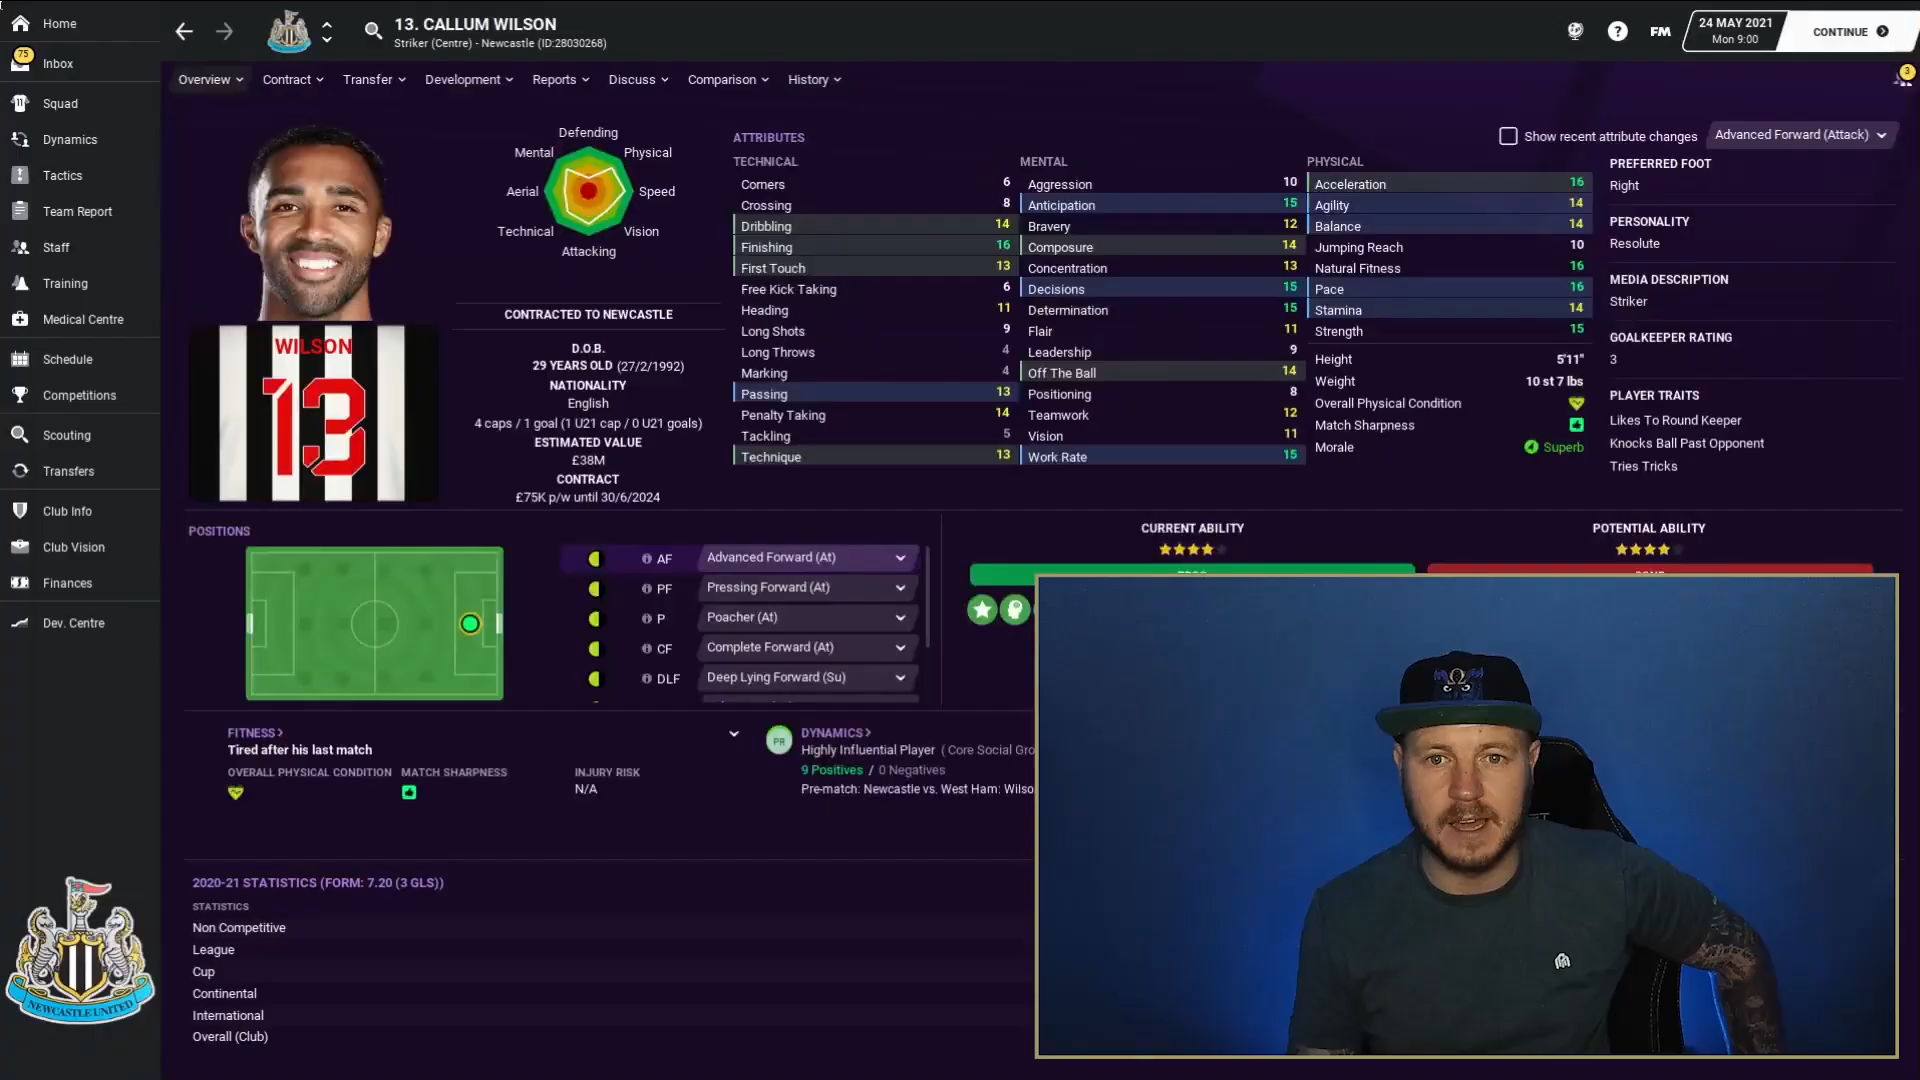 Home
75
Inbox
Squad
Dynamics
Tactics
Team Report
Staff
Training
Medical Centre
Schedule
Competitions
Scouting
Transfers
Club Info
Club Vision
Finances
Dev. Centre
NEWCASTLE UNITED
13. CALLUM WILSON
Striker (Centre) - Newcastle (ID:28030268)
?
FM
24 MAY 2021
Mon 9:00
CONTINUE
Overview Contract Transfer Development Reports Discuss Comparison History
3
WILSON
13
Defending
Mental Physical
Aerial Speed
Technical Vision
Attacking
CONTRACTED TO NEWCASTLE
D.O.B.
29 YEARS OLD (27/2/1992)
NATIONALITY
English
4 caps / 1 goal (1 U21 cap / 0 U21 goals)
ESTIMATED VALUE
£38M
CONTRACT
£75K p/w until 30/6/2024
ATTRIBUTES
Show recent attribute changes
Advanced Forward (Attack)
TECHNICAL
Corners 6
Crossing 8
Dribbling 14
Finishing 16
First Touch 13
Free Kick Taking 6
Heading 11
Long Shots 9
Long Throws 4
Marking 4
Passing 13
Penalty Taking 14
Tackling 5
Technique 13
MENTAL
Aggression 10
Anticipation 15
Bravery 12
Composure 14
Concentration 13
Decisions 15
Determination 15
Flair 11
Leadership 9
Off The Ball 14
Positioning 8
Teamwork 12
Vision 11
Work Rate 15
PHYSICAL
Acceleration 16
Agility 14
Balance 14
Jumping Reach 10
Natural Fitness 16
Pace 16
Stamina 14
Strength 15
Height 5'11"
Weight 10 st 7 lbs
Overall Physical Condition
Match Sharpness
Morale Superb
PREFERRED FOOT
Right
PERSONALITY
Resolute
MEDIA DESCRIPTION
Striker
GOALKEEPER RATING
3
PLAYER TRAITS
Likes To Round Keeper
Knocks Ball Past Opponent
Tries Tricks
POSITIONS
AF Advanced Forward (At)
PF Pressing Forward (At)
P Poacher (At)
CF Complete Forward (At)
DLF Deep Lying Forward (Su)
CURRENT ABILITY
POTENTIAL ABILITY
FITNESS
Tired after his last match
OVERALL PHYSICAL CONDITION MATCH SHARPNESS INJURY RISK
N/A
PR
DYNAMICS
Highly Influential Player ( Core Social Gro
9 Positives / 0 Negatives
Pre-match: Newcastle vs. West Ham: Wilso
2020-21 STATISTICS (FORM: 7.20 (3 GLS))
STATISTICS
Non Competitive
League
Cup
Continental
International
Overall (Club)